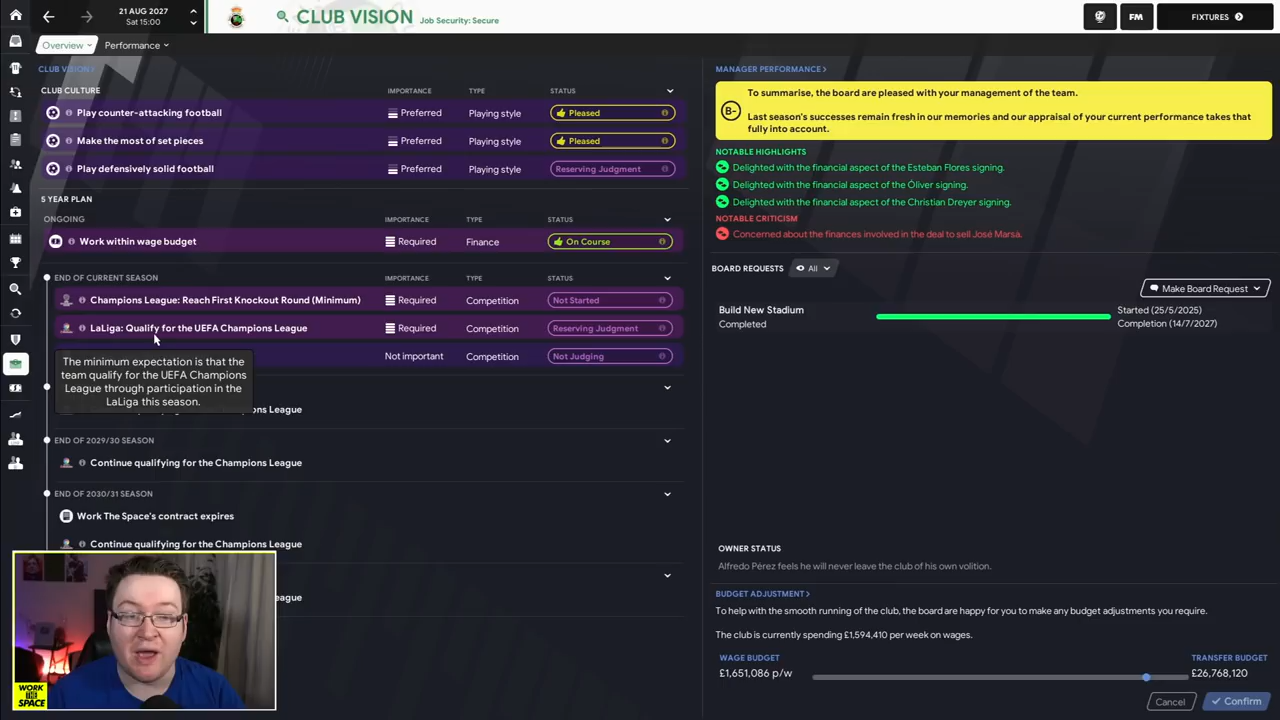 21 AUG 2027
Sat 15:00
CLUB VISION
Job Security: Secure
FM
FIXTURES
Overview
Performance
CLUB VISION >
CLUB CULTURE
IMPORTANCE
TYPE
STATUS
Play counter-attacking football
Preferred
Playing style
Pleased
Make the most of set pieces
Preferred
Playing style
Pleased
Play defensively solid football
Preferred
Playing style
Reserving Judgment
5 YEAR PLAN
ONGOING
IMPORTANCE
TYPE
STATUS
Work within wage budget
Required
Finance
On Course
END OF CURRENT SEASON
IMPORTANCE
TYPE
STATUS
Champions League: Reach First Knockout Round (Minimum)
Required
Competition
Not Started
LaLiga: Qualify for the UEFA Champions League
Required
Competition
Reserving Judgment
Not important
Competition
Not Judging
The minimum expectation is that the
team qualify for the UEFA Champions
League through participation in the
LaLiga this season.
ions League
END OF 2029/30 SEASON
Continue qualifying for the Champions League
END OF 2030/31 SEASON
Work The Space's contract expires
Continue qualifying for the Champions League
ions League
WORK
THE
SPACE
MANAGER PERFORMANCE >
B-
To summarise, the board are pleased with your management of the team.
Last season's successes remain fresh in our memories and our appraisal of your current performance takes that
fully into account.
NOTABLE HIGHLIGHTS
Delighted with the financial aspect of the Esteban Flores signing.
Delighted with the financial aspect of the Óliver signing.
Delighted with the financial aspect of the Christian Dreyer signing.
NOTABLE CRITICISM
Concerned about the finances involved in the deal to sell José Marsa.
BOARD REQUESTS
All
Make Board Request
Build New Stadium
Completed
Started (25/5/2025)
Completion (14/7/2027)
OWNER STATUS
Alfredo Pérez feels he will never leave the club of his own volition.
BUDGET ADJUSTMENT >
To help with the smooth running of the club, the board are happy for you to make any budget adjustments you require.
The club is currently spending £1,594,410 per week on wages.
WAGE BUDGET
£1,651,086 p/w
TRANSFER BUDGET
£26,768,120
Cancel
Confirm